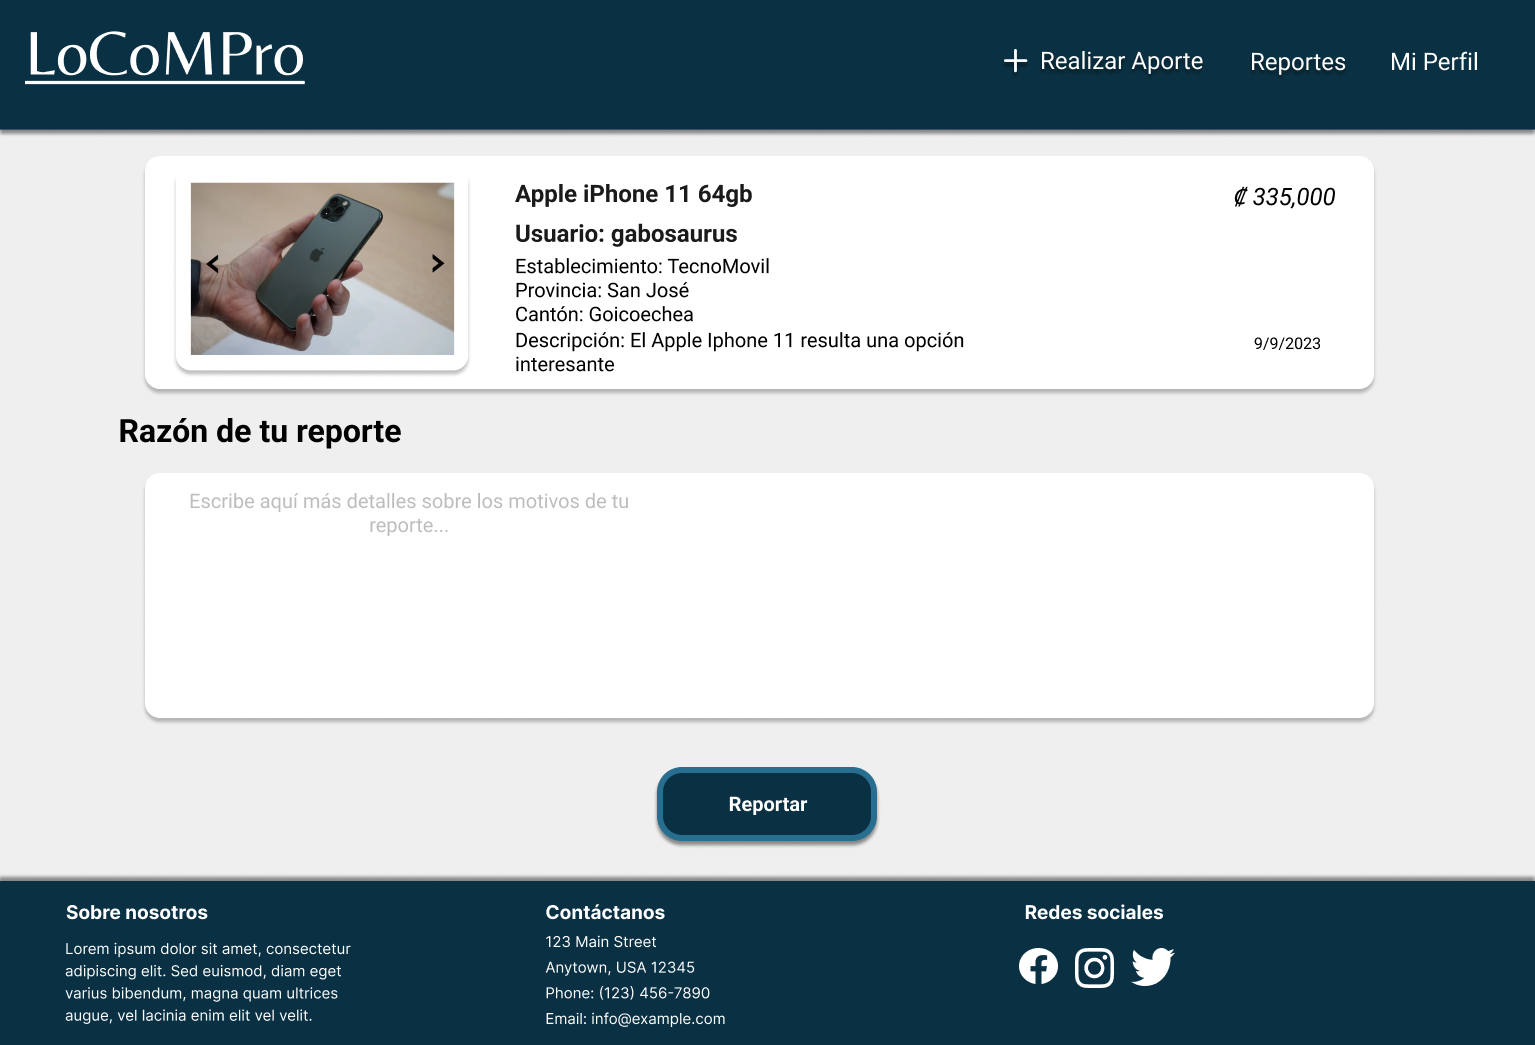 LoCoMPro
+ Realizar Aporte
Reportes
Mi Perfil
Apple iPhone 11 64gb
₡ 335,000
Usuario: gabosaurus
Establecimiento: TecnoMovil
Provincia: San José
Cantón: Goicoechea
Descripción: El Apple Iphone 11 resulta una opción
interesante
9/9/2023
< >
Razón de tu reporte
Escribe aquí más detalles sobre los motivos de tu
reporte...
Reportar
Sobre nosotros
Lorem ipsum dolor sit amet, consectetur
adipiscing elit. Sed euismod, diam eget
varius bibendum, magna quam ultrices
augue, vel lacinia enim elit vel velit.
Contáctanos
123 Main Street
Anytown, USA 12345
Phone: (123) 456-7890
Email: info@example.com
Redes sociales